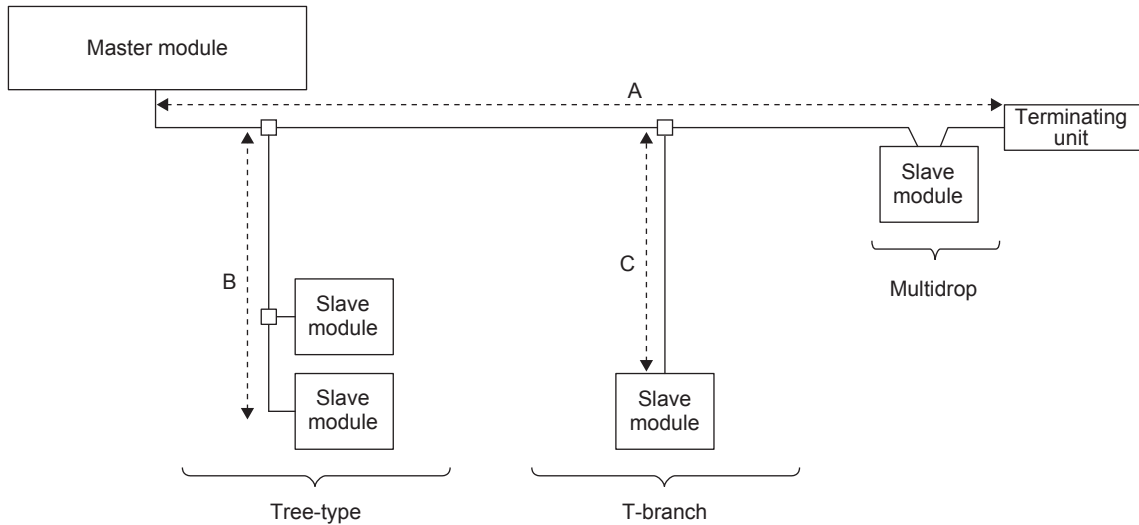 Master module
A
Terminating
unit
Slave
module
Multidrop
B
C
Slave
module
Slave
module
Slave
module
Tree-type
T-branch